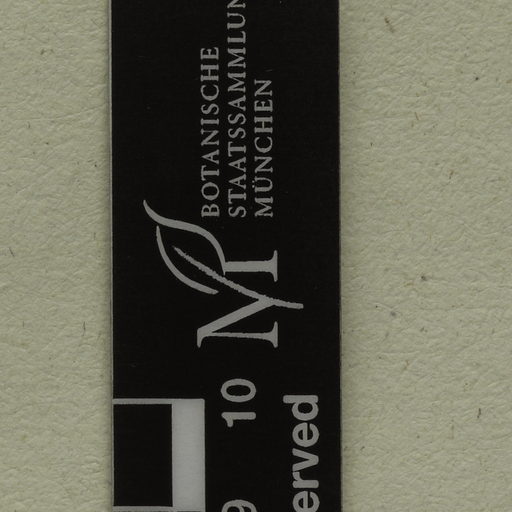 BOTANISCHE
STAATSSAMMLUN
MÜNCHEN
M
9 10
erved